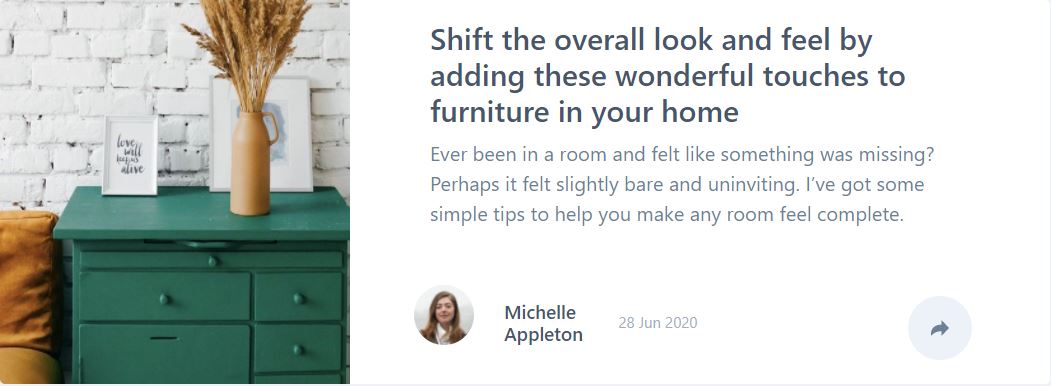 Shift the overall look and feel by
adding these wonderful touches to
furniture in your home
Ever been in a room and felt like something was missing?
Perhaps it felt slightly bare and uninviting. I’ve got some
simple tips to help you make any room feel complete.
love
will
keep us
alive
Michelle
Appleton
28 Jun 2020